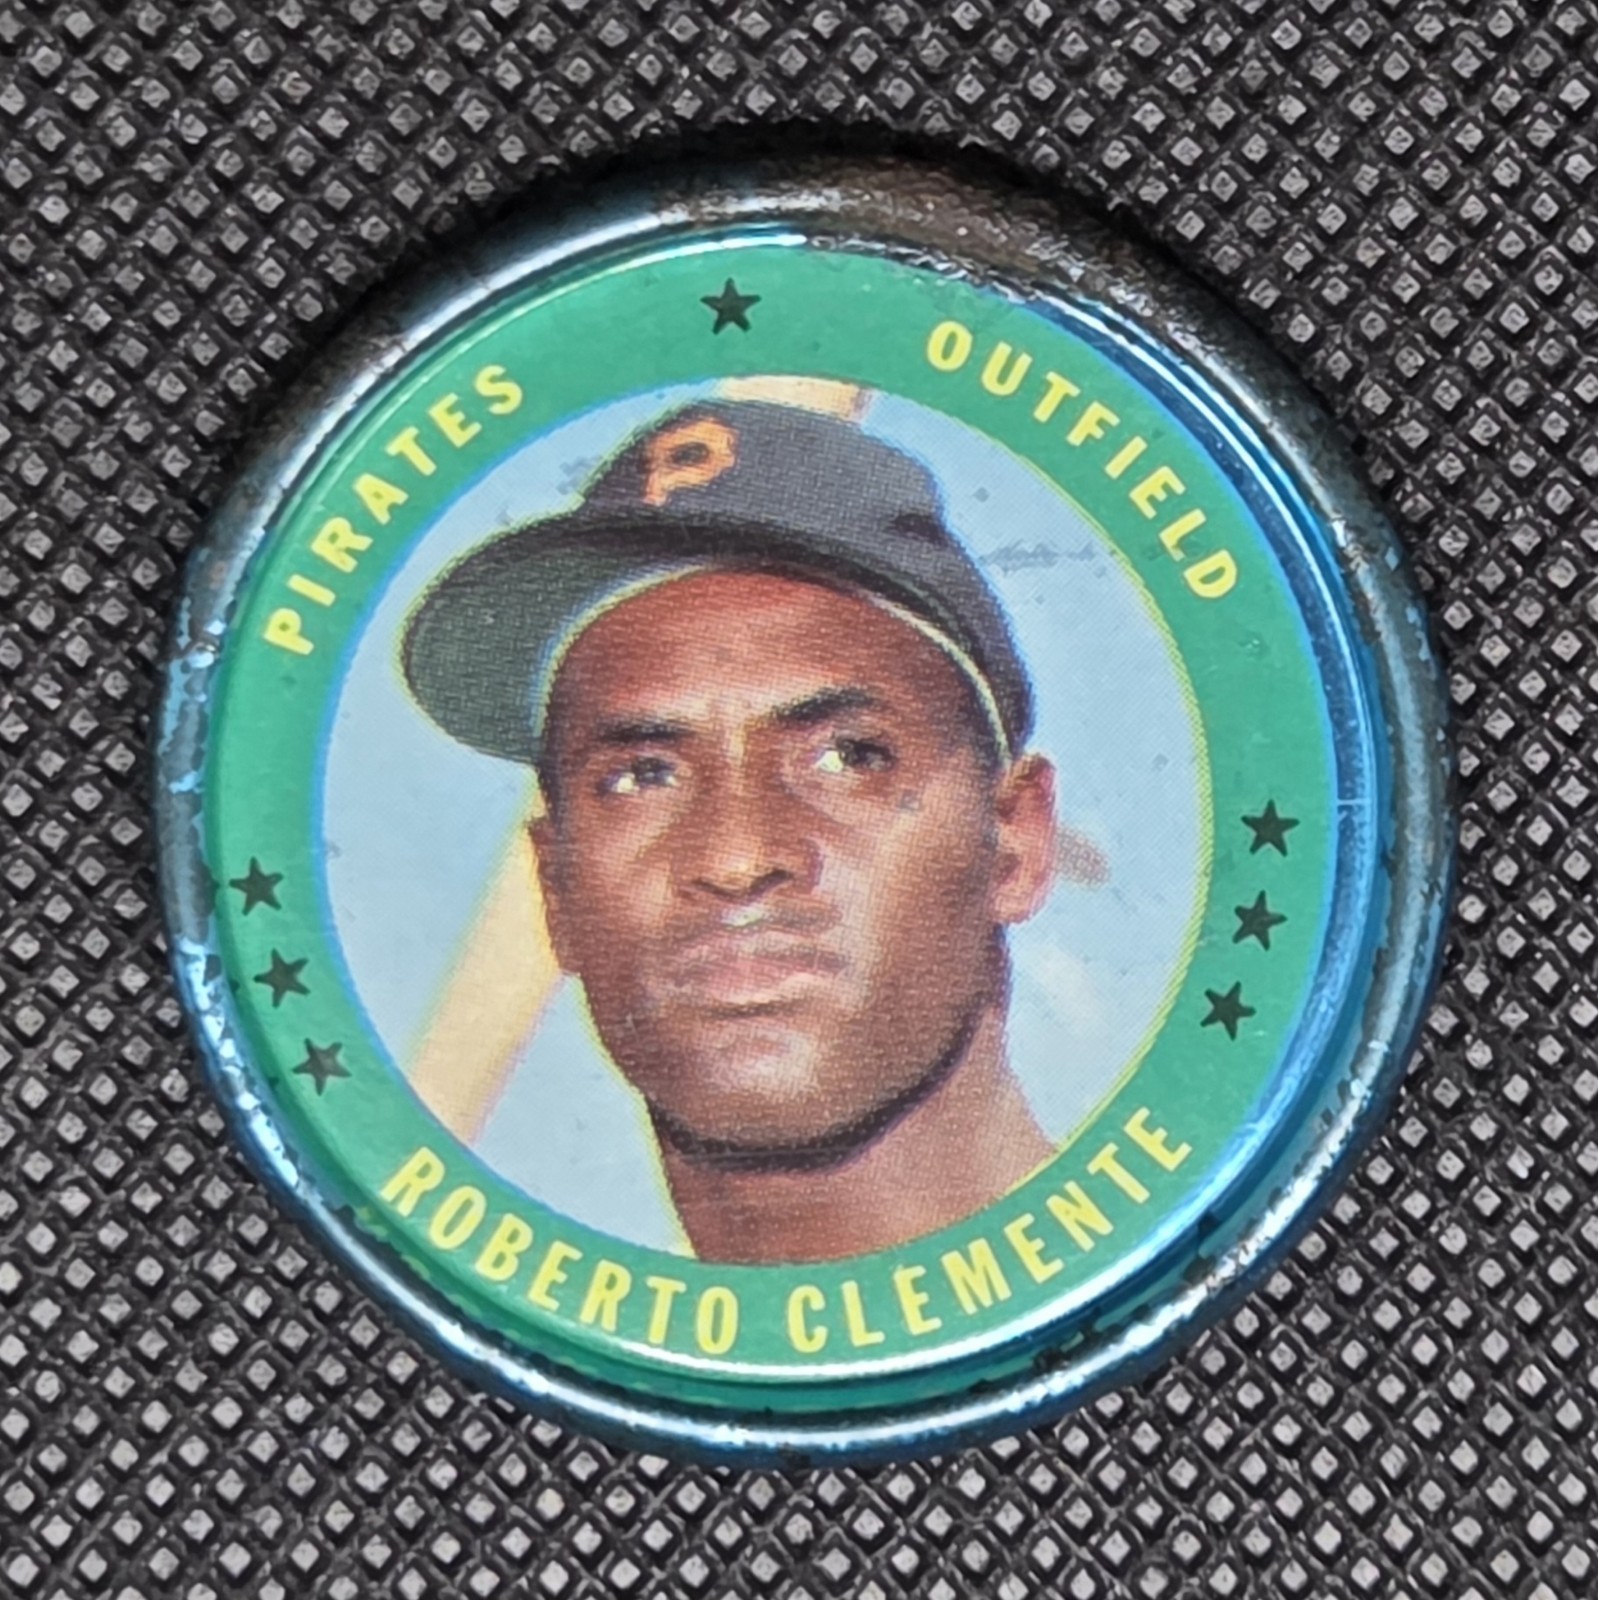 PIRATES
OUTFIELD
P
ROBERTO CLEMENTE